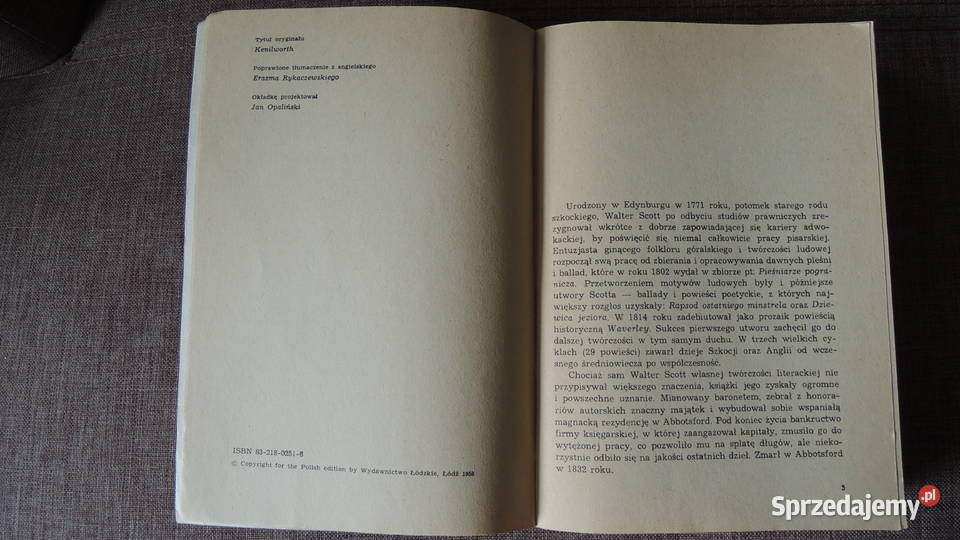 Tytuł oryginału
Kenilworth
Poprawione tłumaczenie z angielskiego
Erazma Rykaczewskiego
Okładkę projektował
Jan Opaliński
ISBN 83-218-0251-6
© Copyright for the Polish edition by Wydawnictwo Łódzkie, Łódź 1958
Urodzony w Edynburgu w 1771 roku, potomek starego rodu
szkockiego, Walter Scott po odbyciu studiów prawniczych zre-
zygnował wkrótce z dobrze zapowiadającej się kariery adwo-
kackiej, by poświęcić się niemal całkowicie pracy pisarskiej.
Entuzjasta ginącego folkloru góralskiego i twórczości ludowej
rozpoczął swą pracę od zbierania i opracowywania dawnych pieśni
i ballad, które w roku 1802 wydał w zbiorze pt. Pieśniarze pogra-
nicza. Przetworzeniem motywów ludowych były i późniejsze
utwory Scotta — ballady i powieści poetyckie, z których naj-
większy rozgłos uzyskały: Rapsod ostatniego minstrela oraz Dzie-
wica jeziora. W 1814 roku zadebiutował jako prozaik powieścią
historyczną Waverley. Sukces pierwszego utworu zachęcił go do
dalszej twórczości w tym samym duchu. W trzech wielkich cy-
klach (29 powieści) zawarł dzieje Szkocji oraz Anglii od wcze-
snego średniowiecza po współczesność.
Chociaż sam Walter Scott własnej twórczości literackiej nie
przypisywał większego znaczenia, książki jego zyskały ogromne
i powszechne uznanie. Mianowany baronetem, zebrał z honora-
riów autorskich znaczny majątek i wybudował sobie wspaniałą
magnacką rezydencję w Abbotsford. Pod koniec życia bankructwo
firmy księgarskiej, w której zaangażował kapitały, zmusiło go do
wytężonej pracy, co pozwoliło mu na spłatę długów, ale nieko-
rzystnie odbiło się na jakości ostatnich dzieł. Zmarł w Abbotsford
w 1832 roku.
5
Sprzedajemy.pl